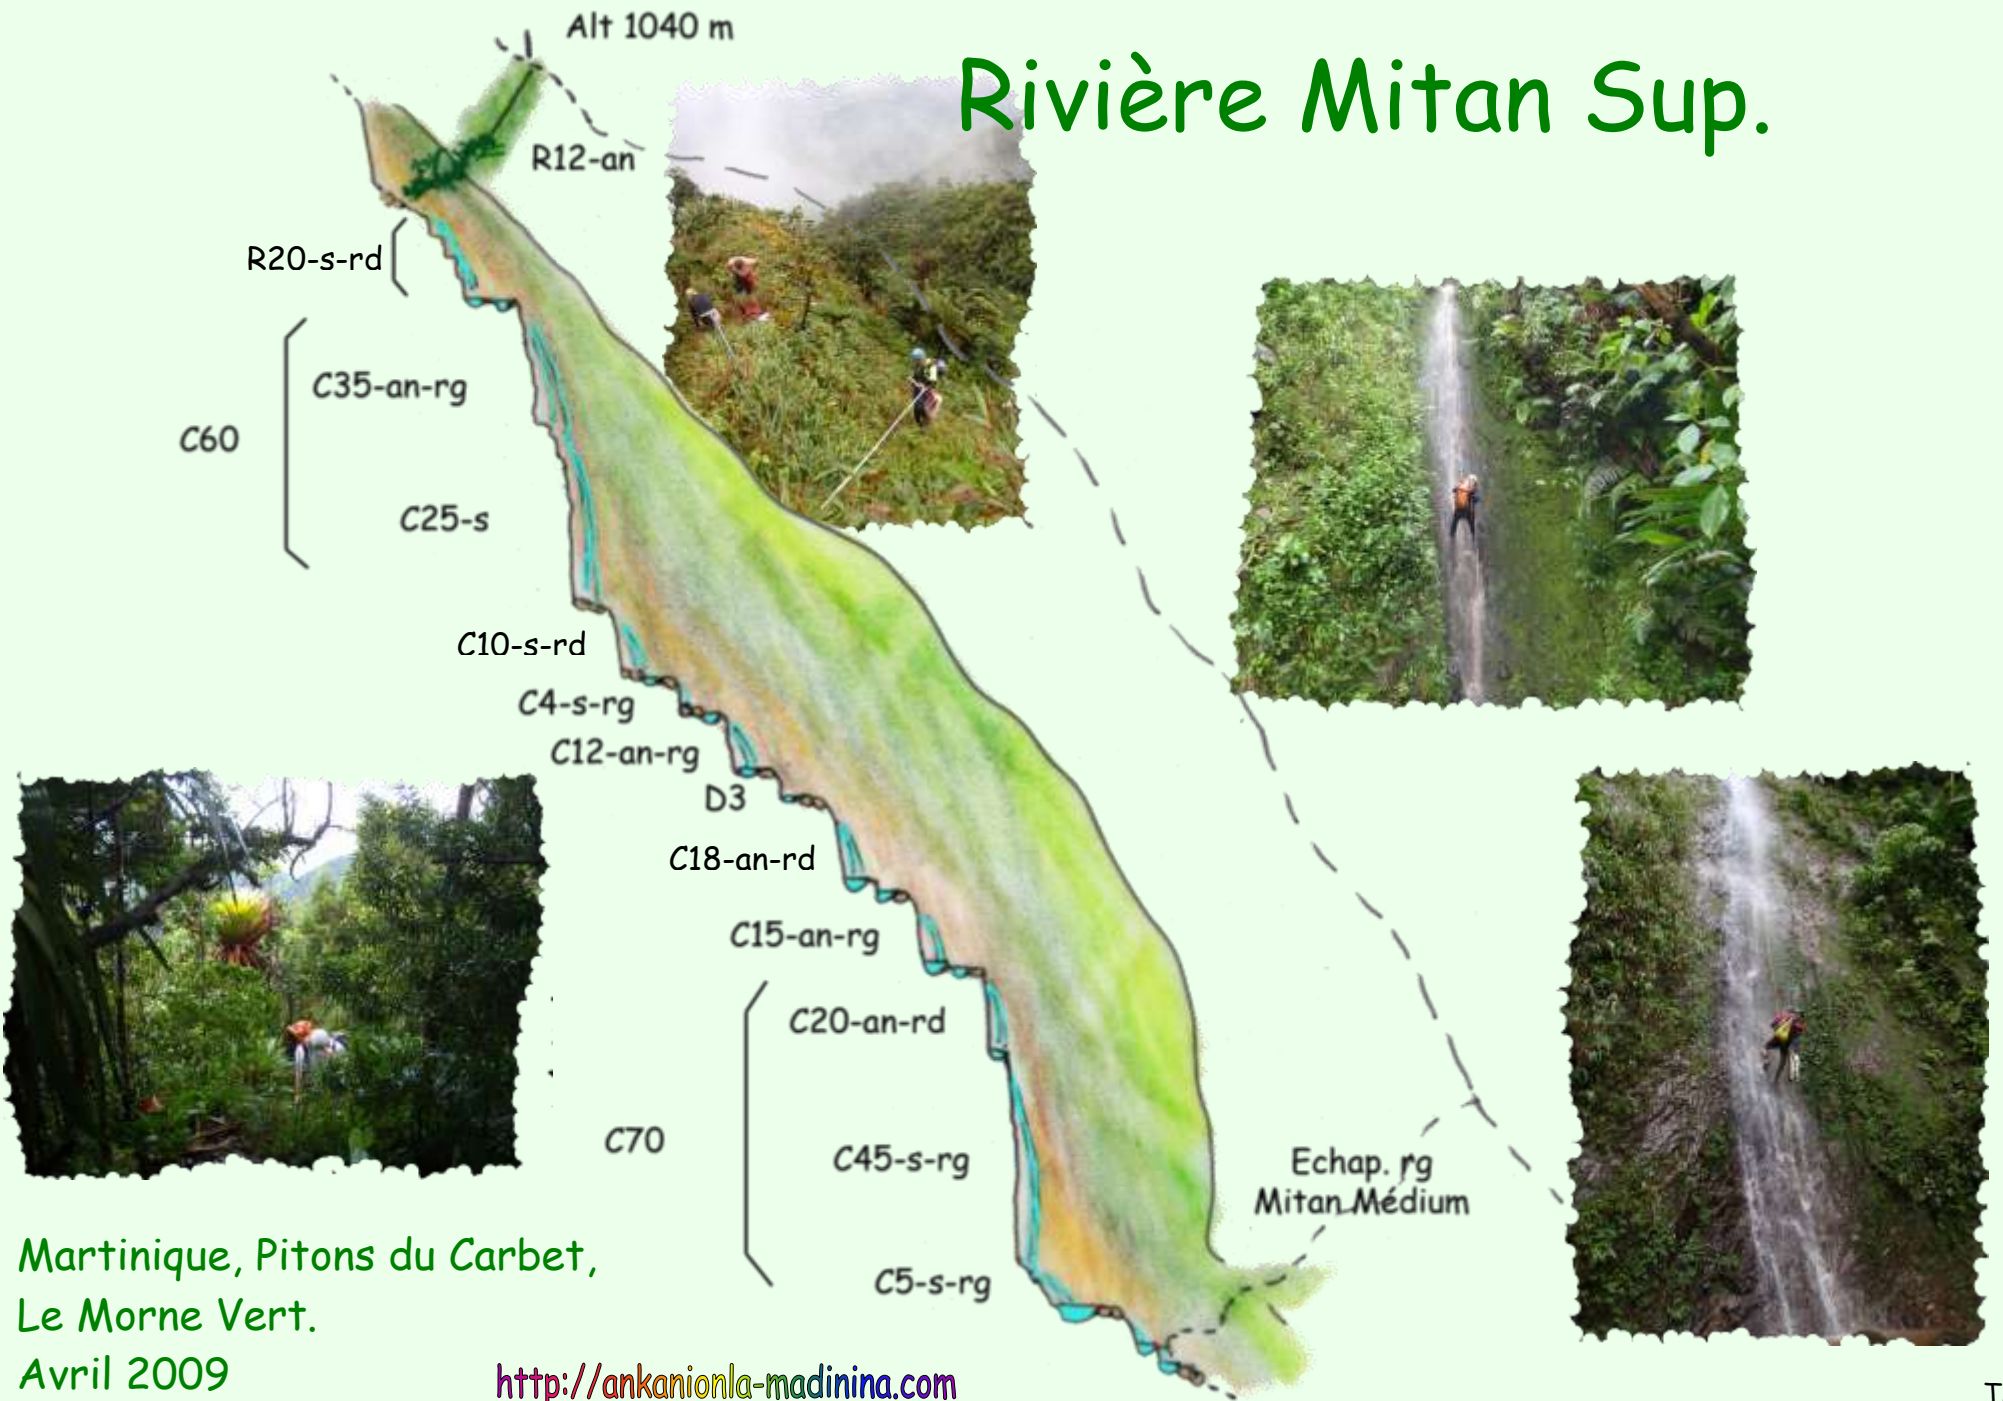 Alt 1040 m
Rivière Mitan Sup.
R12-an
R20-s-rd
C35-an-rg
C60
C25-s
C10-s-rd
C4-s-rg
C12-an-rg
D3
C18-an-rd
C15-an-rg
C20-an-rd
C70
C45-s-rg
Echap. rg
Mitan Médium
C5-s-rg
Martinique, Pitons du Carbet,
Le Morne Vert.
Avril 2009
http://ankanionla-madinina.com